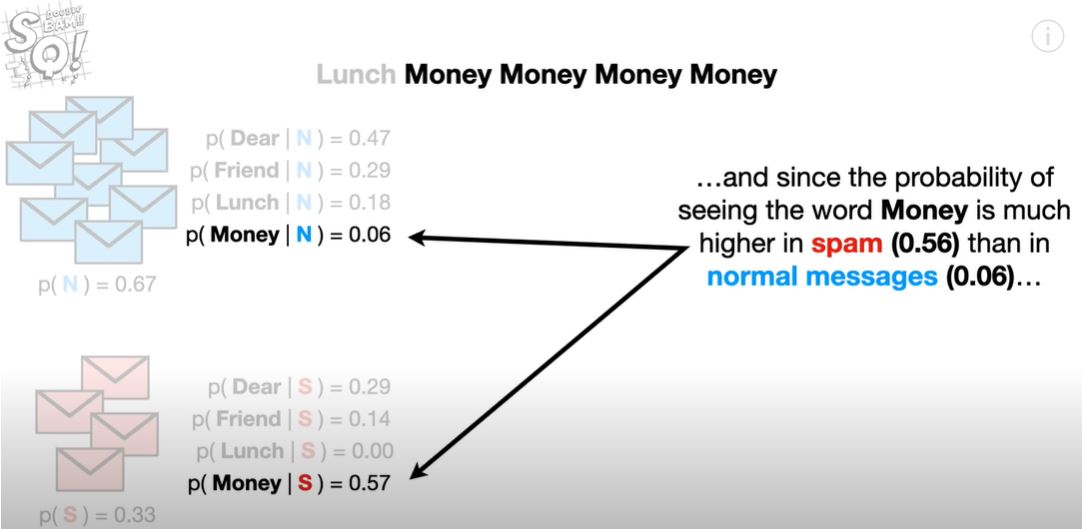 DOUBLE
BAM!!!
SQ!
Lunch Money Money Money Money
p( Dear | N ) = 0.47
p( Friend | N ) = 0.29
p( Lunch | N ) = 0.18
p( Money | N ) = 0.06
p( N ) = 0.67
...and since the probability of
seeing the word Money is much
higher in spam (0.56) than in
normal messages (0.06)...
p( Dear | S ) = 0.29
p( Friend | S ) = 0.14
p( Lunch | S ) = 0.00
p( Money | S ) = 0.57
p( S ) = 0.33